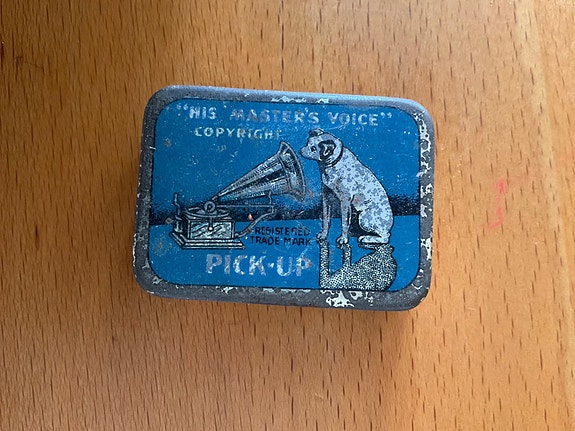 "HIS MASTER'S VOICE"
COPYRIGHT
REGISTERED
TRADE MARK
PICK-UP